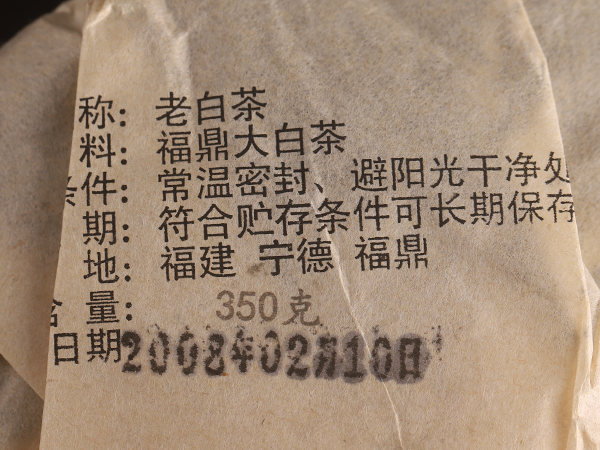 称：老白茶
料：福鼎大白茶
条件：常温密封、避阳光干净处
期：符合贮存条件可长期保存
地：福建 宁德 福鼎
含量：350克
日期2008年02月10日